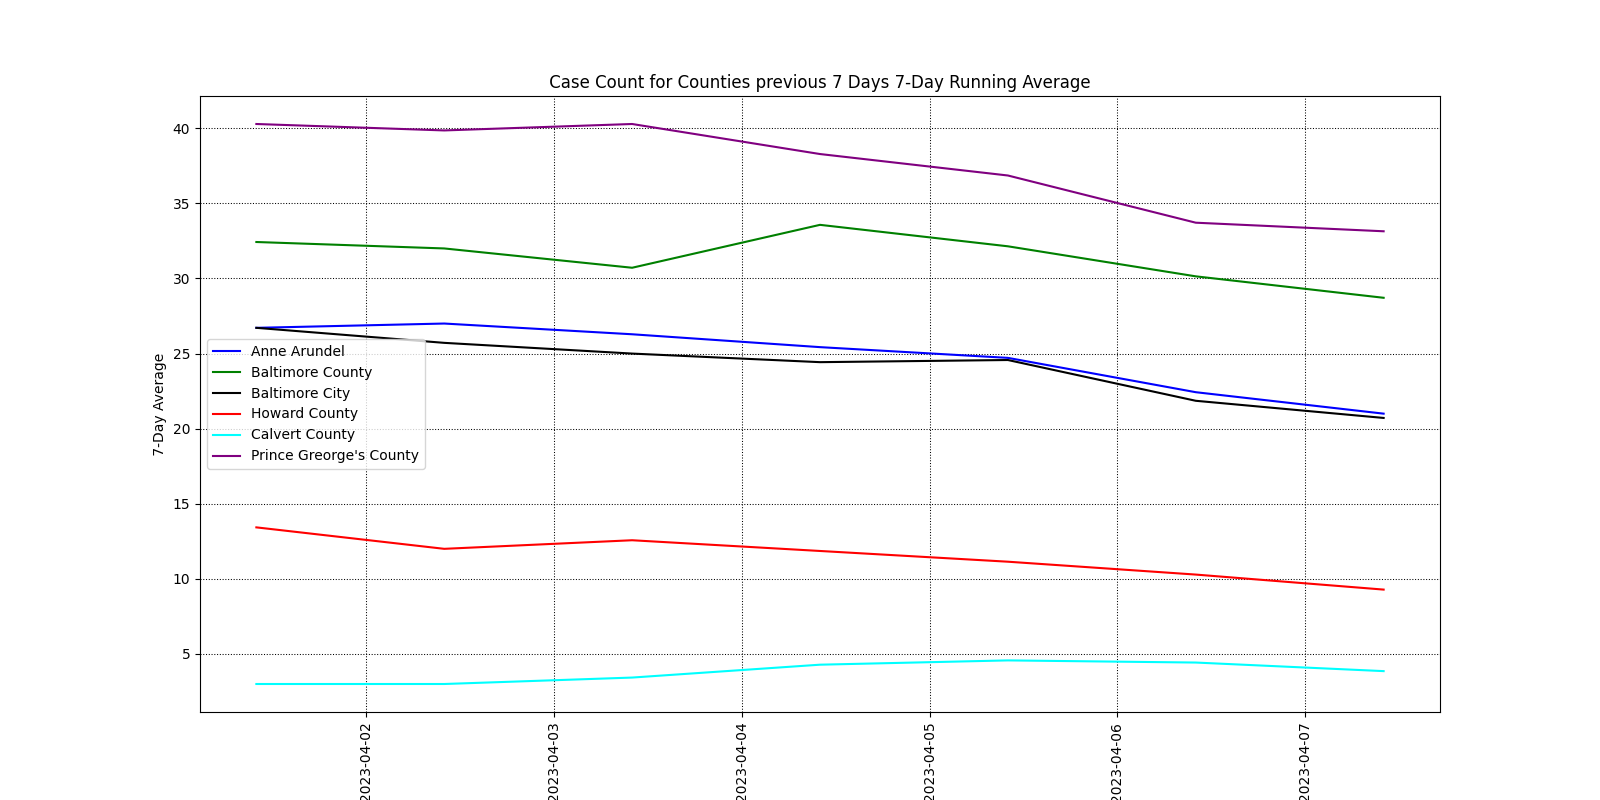 Case Count for Counties previous 7 Days 7-Day Running Average
40
35
30
25
20
15
10
5
7-Day Average
Anne Arundel
Baltimore County
Baltimore City
Howard County
Calvert County
Prince Greorge's County
2023-04-02
2023-04-03
2023-04-04
2023-04-05
2023-04-06
2023-04-07